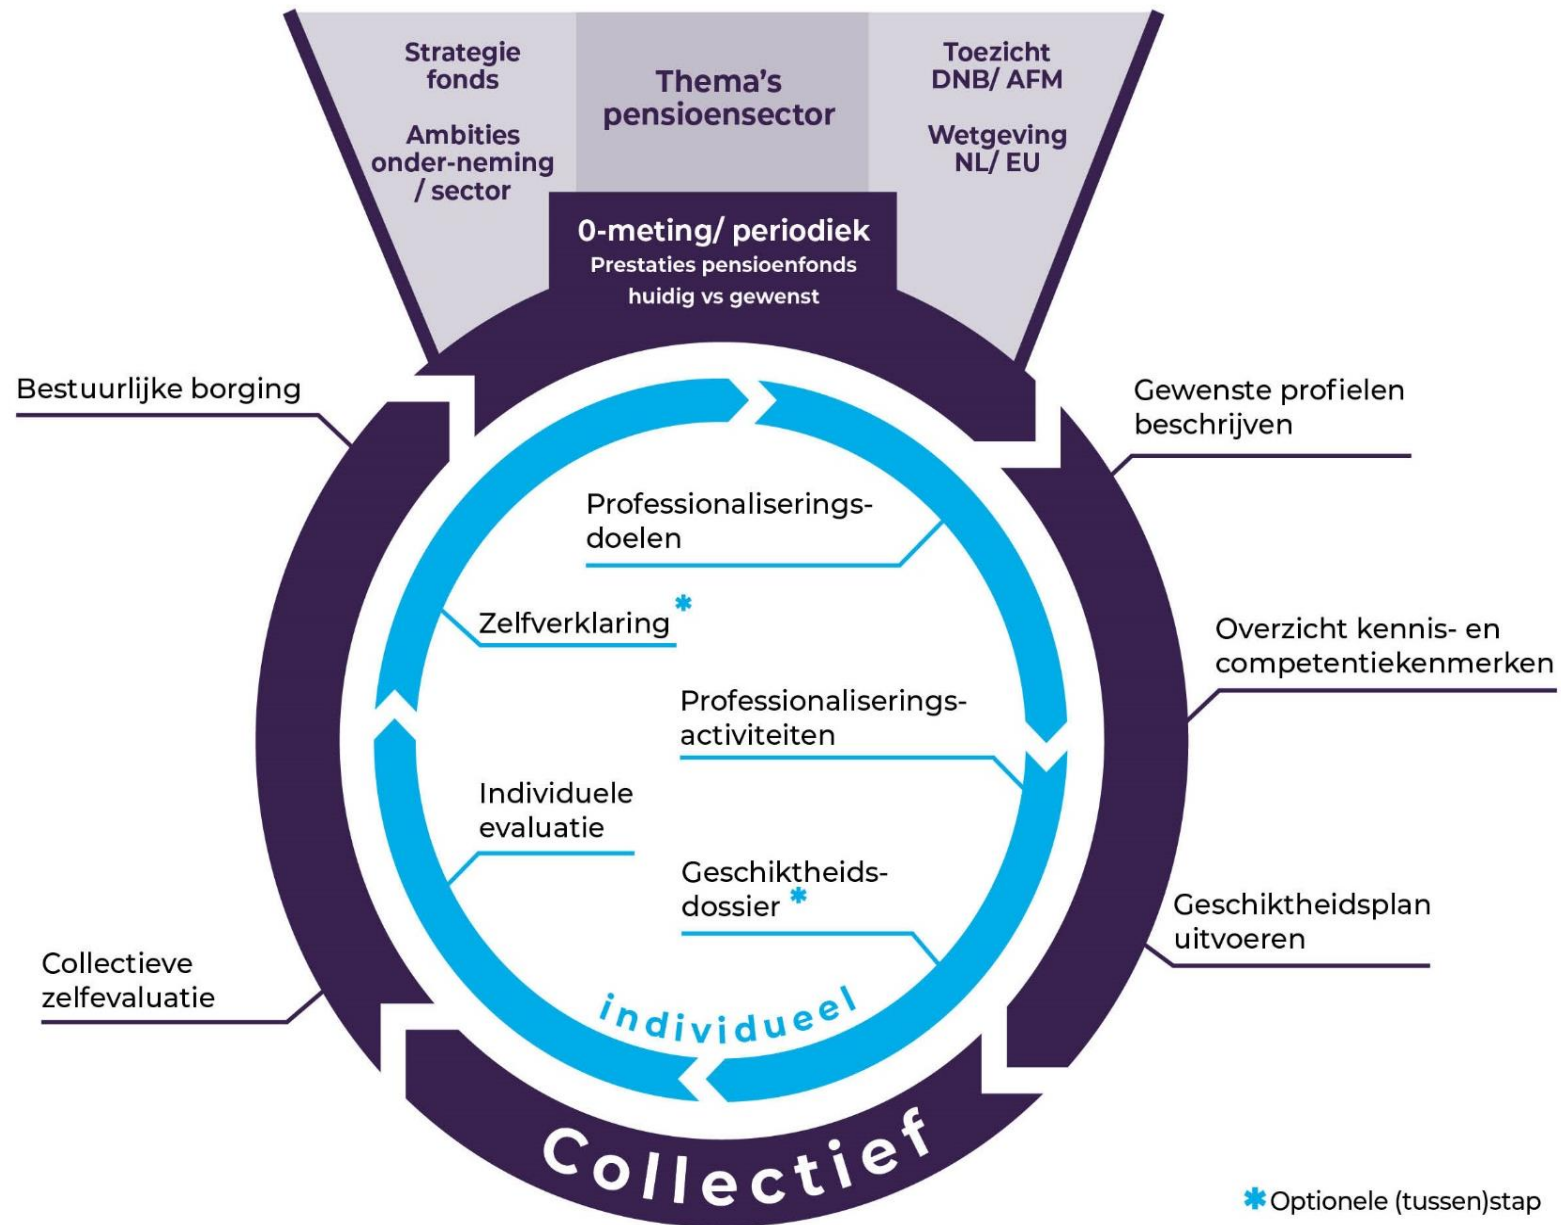 Strategie
fonds
Ambities
onder-neming
/ sector
Thema's
pensioensector
Toezicht
DNB/ AFM
Wetgeving
NL/ EU
0-meting/ periodiek
Prestaties pensioenfonds
huidig vs gewenst
Bestuurlijke borging
Gewenste profielen
beschrijven
Professionaliserings-
doelen
Zelfverklaring *
Overzicht kennis- en
competentiekenmerken
Professionaliserings-
activiteiten
Individuele
evaluatie
Geschiktheids-
dossier *
Geschiktheidsplan
uitvoeren
Collectieve
zelfevaluatie
individueel
Collectief
* Optionele (tussen)stap